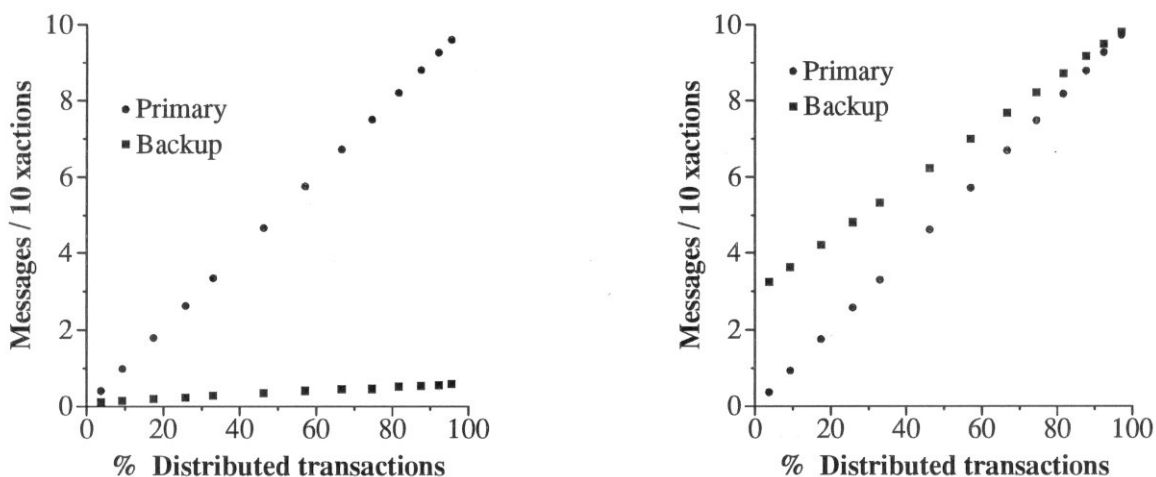 10
8
6
4
2
0
Messages / 10 xactions
Primary
Backup
0 20 40 60 80 100
% Distributed transactions
10
8
6
4
2
0
Messages / 10 xactions
Primary
Backup
0 20 40 60 80 100
% Distributed transactions